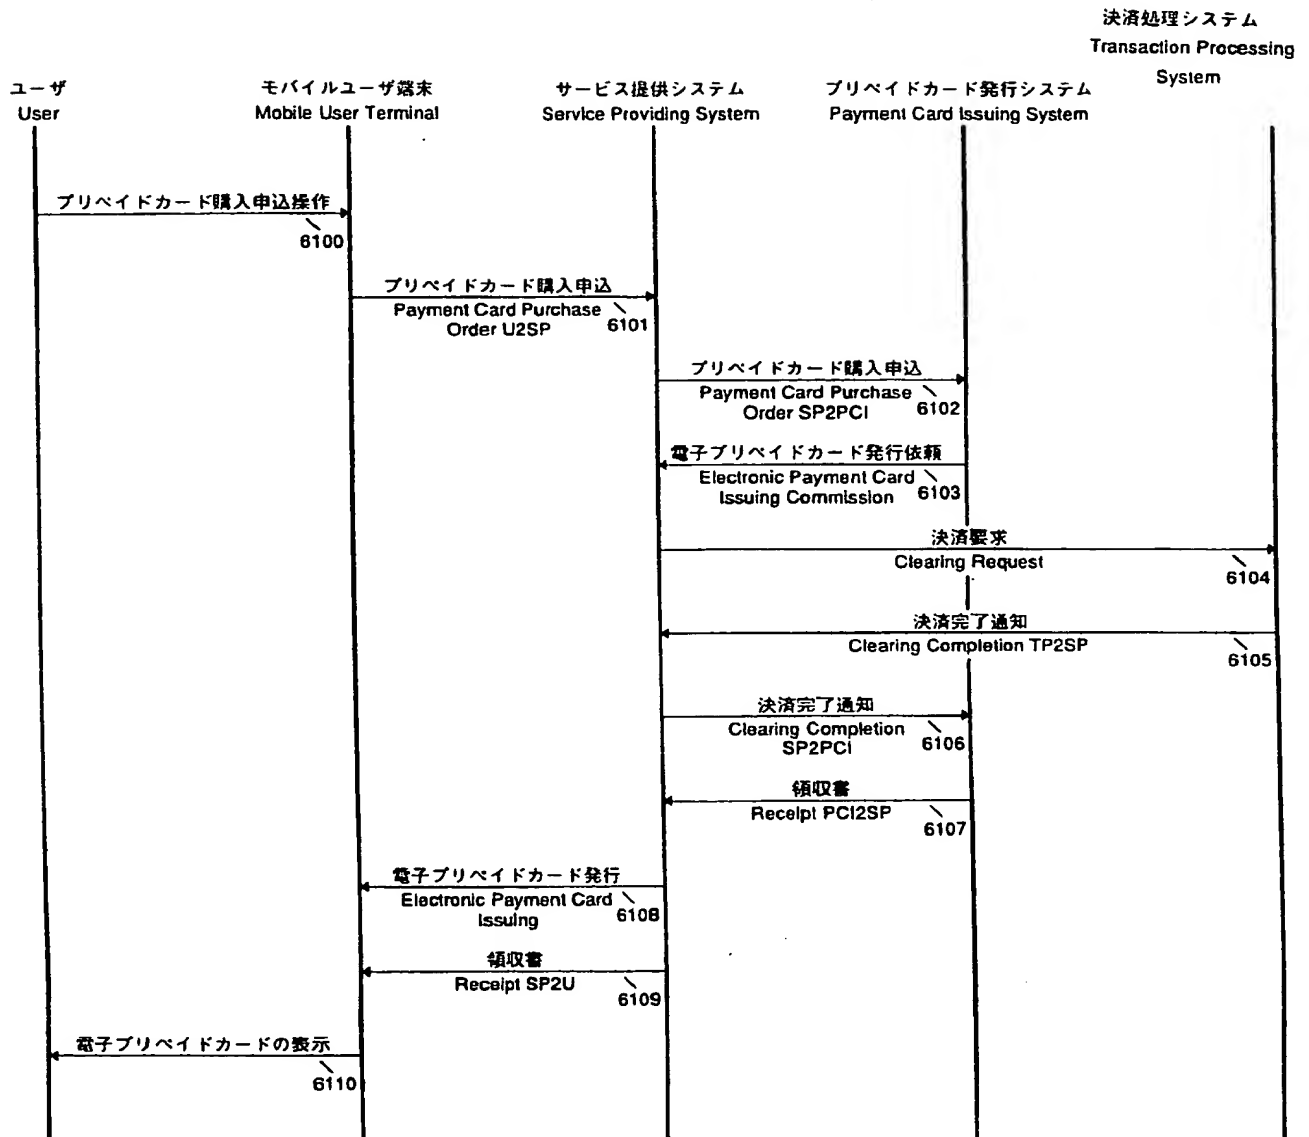 決済処理システム
Transaction Processing
System
ユーザ
User
モバイルユーザ端末
Mobile User Terminal
サービス提供システム
Service Providing System
プリペイドカード発行システム
Payment Card Issuing System
プリペイドカード購入申込操作
6100
プリペイドカード購入申込
Payment Card Purchase
Order U2SP
6101
プリペイドカード購入申込
Payment Card Purchase
Order SP2PCI
6102
電子プリペイドカード発行依頼
Electronic Payment Card
Issuing Commission
6103
決済要求
Clearing Request
6104
決済完了通知
Clearing Completion TP2SP
6105
決済完了通知
Clearing Completion
SP2PCI
6106
領収書
Receipt PCI2SP
6107
電子プリペイドカード発行
Electronic Payment Card
Issuing
6108
領収書
Receipt SP2U
6109
電子プリペイドカードの表示
6110